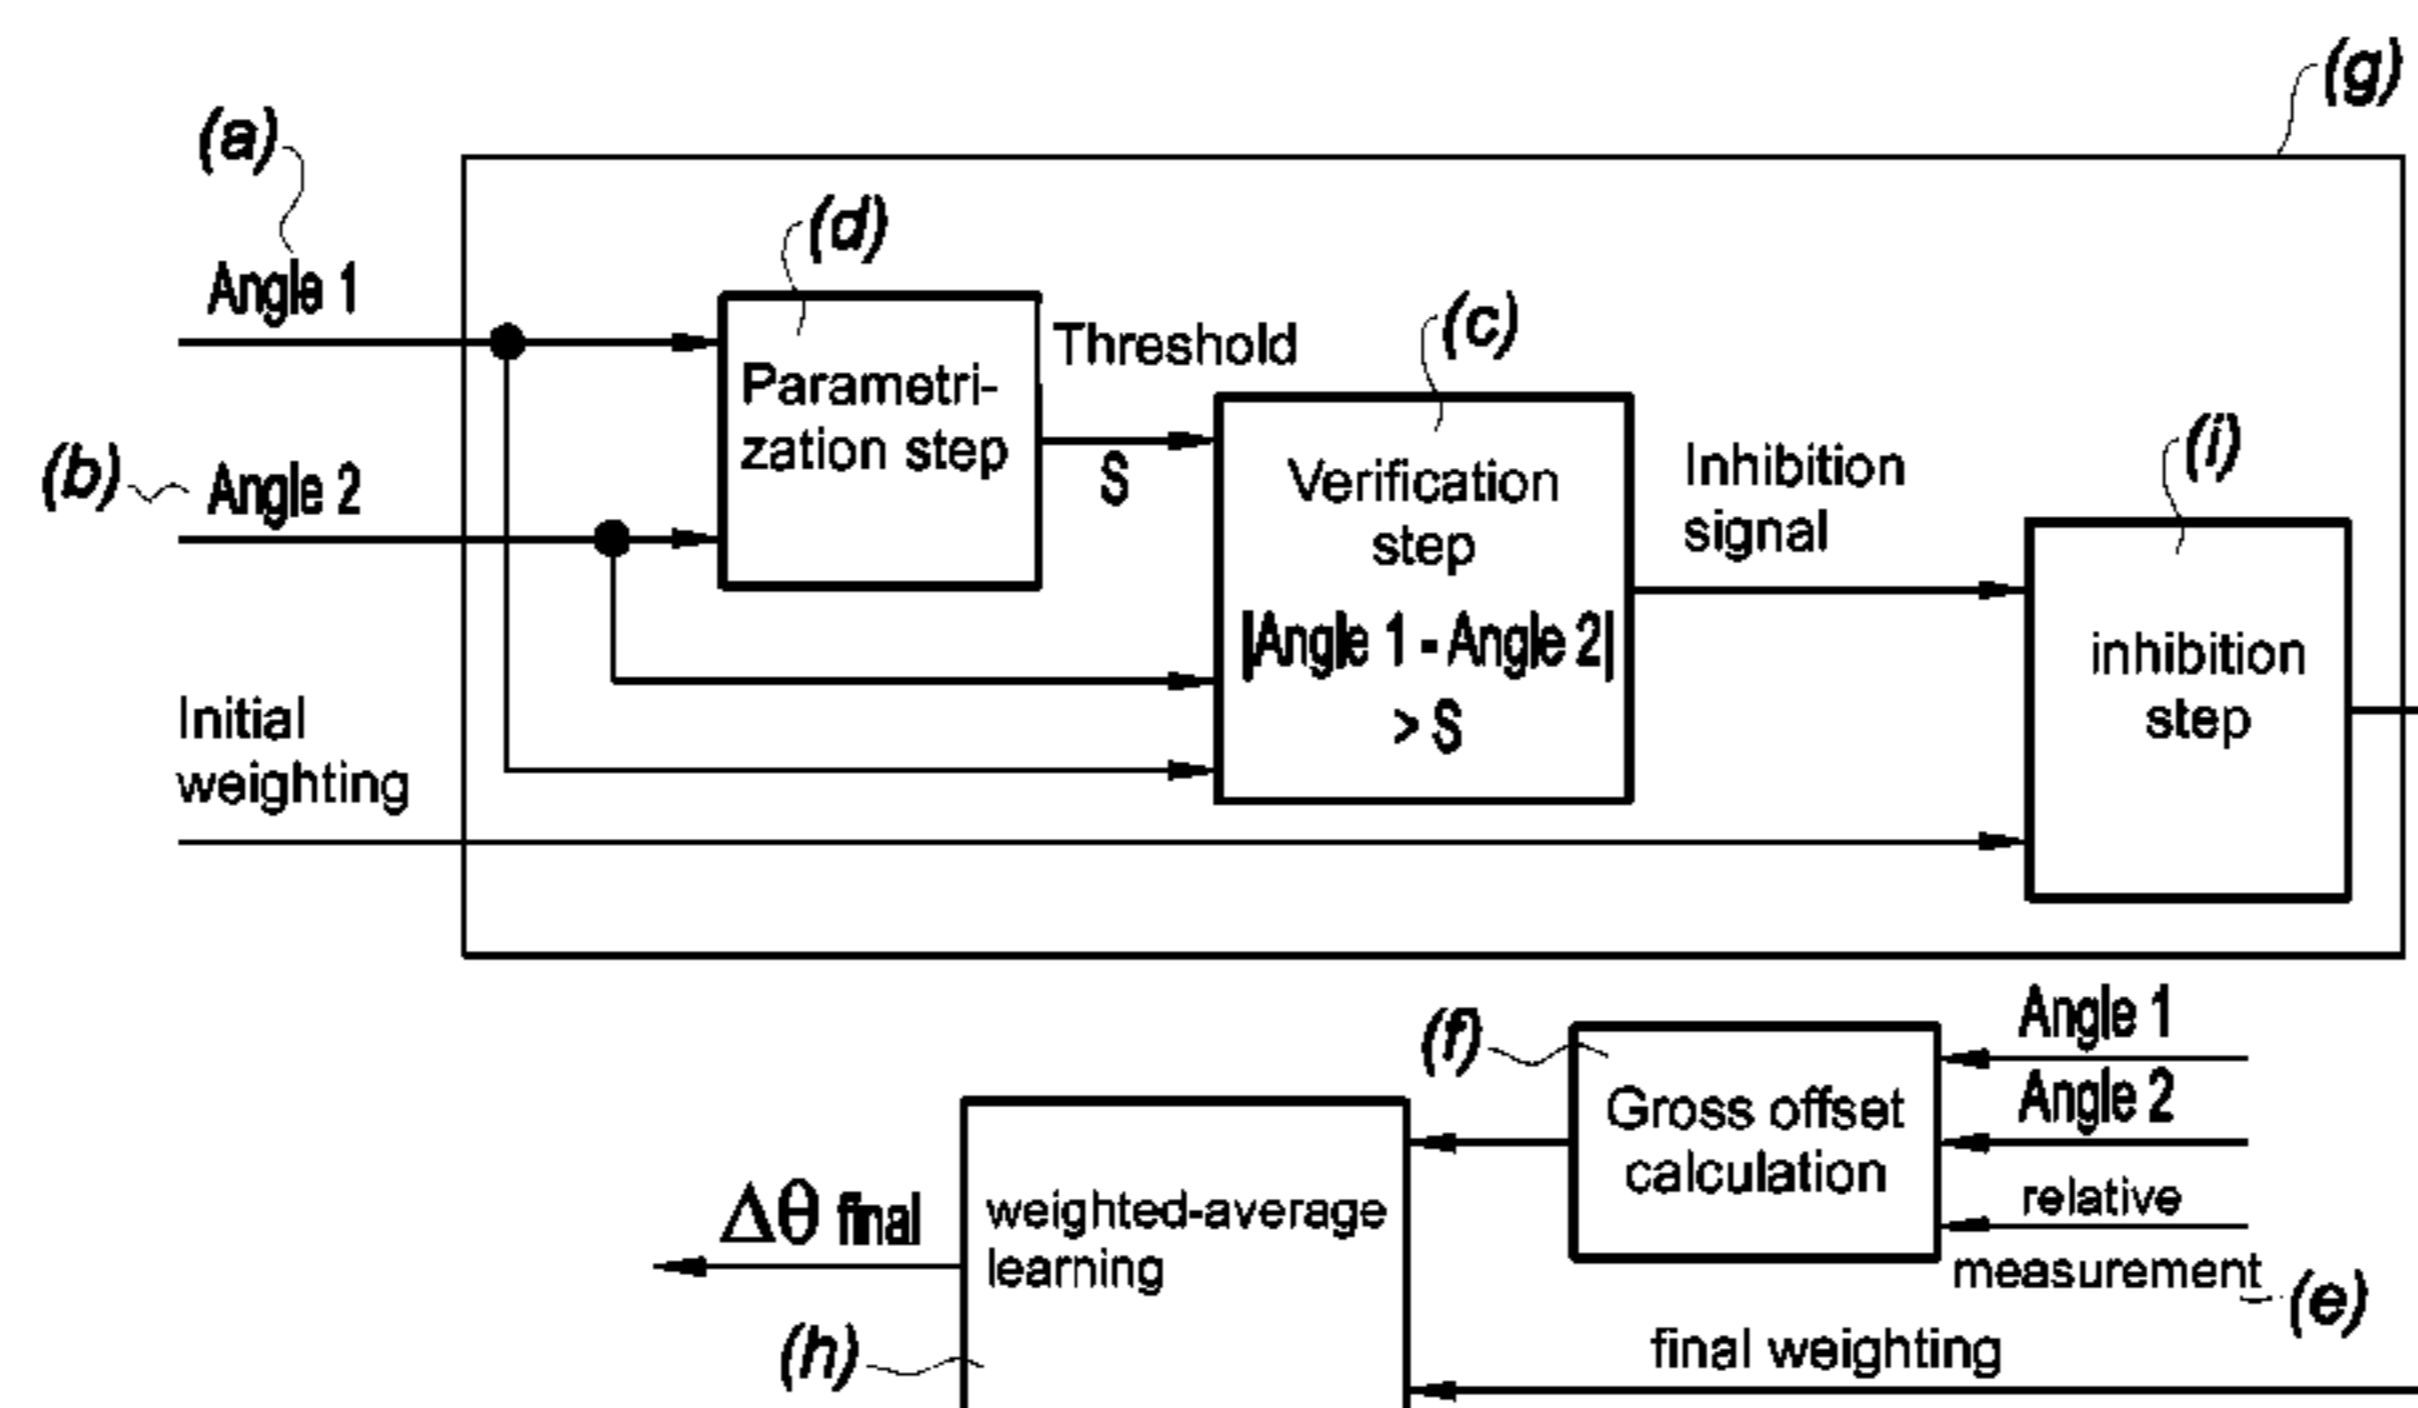 (g)
(a)
(d)
Angle 1
(c)
Threshold
Parametri-
zation step
(b)
Angle 2
S
(i)
Inhibition
signal
Verification
step
|Angle 1 - Angle 2|
> S
inhibition
step
Initial
weighting
(f)
Angle 1
Angle 2
Gross offset
calculation
relative
measurement
(e)
Δθ final
weighted-average
learning
(h)
final weighting